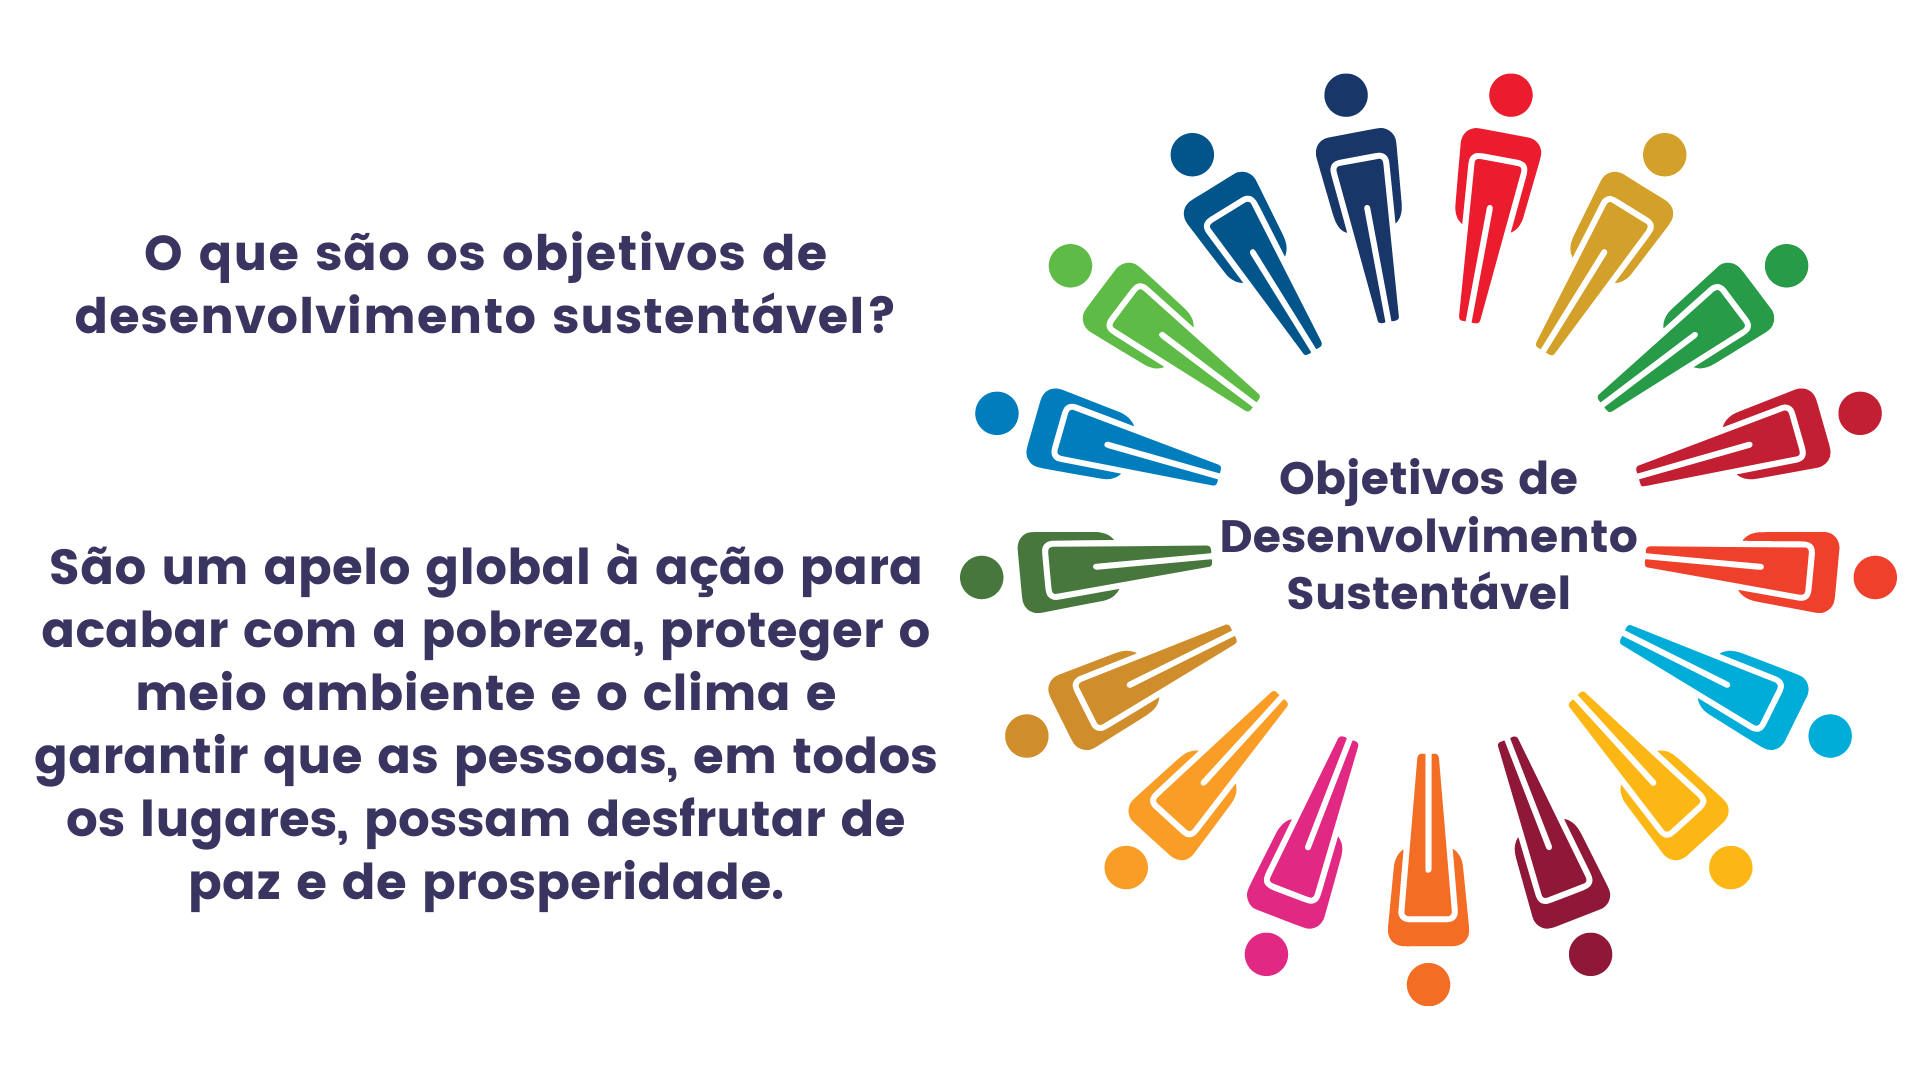 O que são os objetivos de
desenvolvimento sustentável?
São um apelo global à ação para
acabar com a pobreza, proteger o
meio ambiente e o clima e
garantir que as pessoas, em todos
os lugares, possam desfrutar de
paz e de prosperidade.
Objetivos de
Desenvolvimento
Sustentável